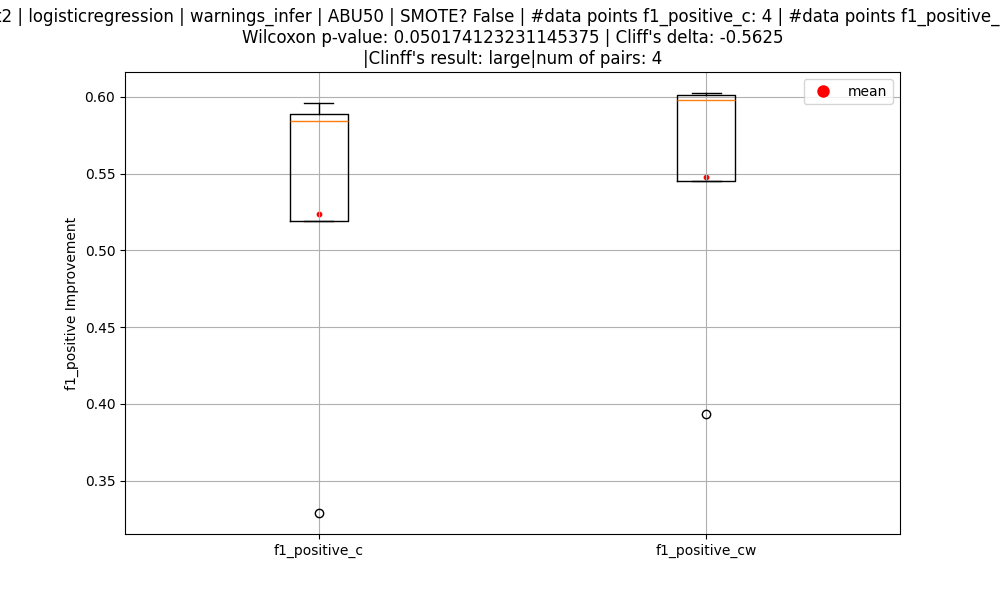 | logisticregression | warnings_infer | ABU50 | SMOTE? False | #data points f1_positive_c: 4 | #data points
Wilcoxon p-value: 0.050174123231145375 | Cliff's delta: -0.5625
|Clinff's result: large|num of pairs: 4
mean
f1_positive Improvement
0.60
0.55
0.50
0.45
0.40
0.35
f1_positive_c
f1_positive_cw